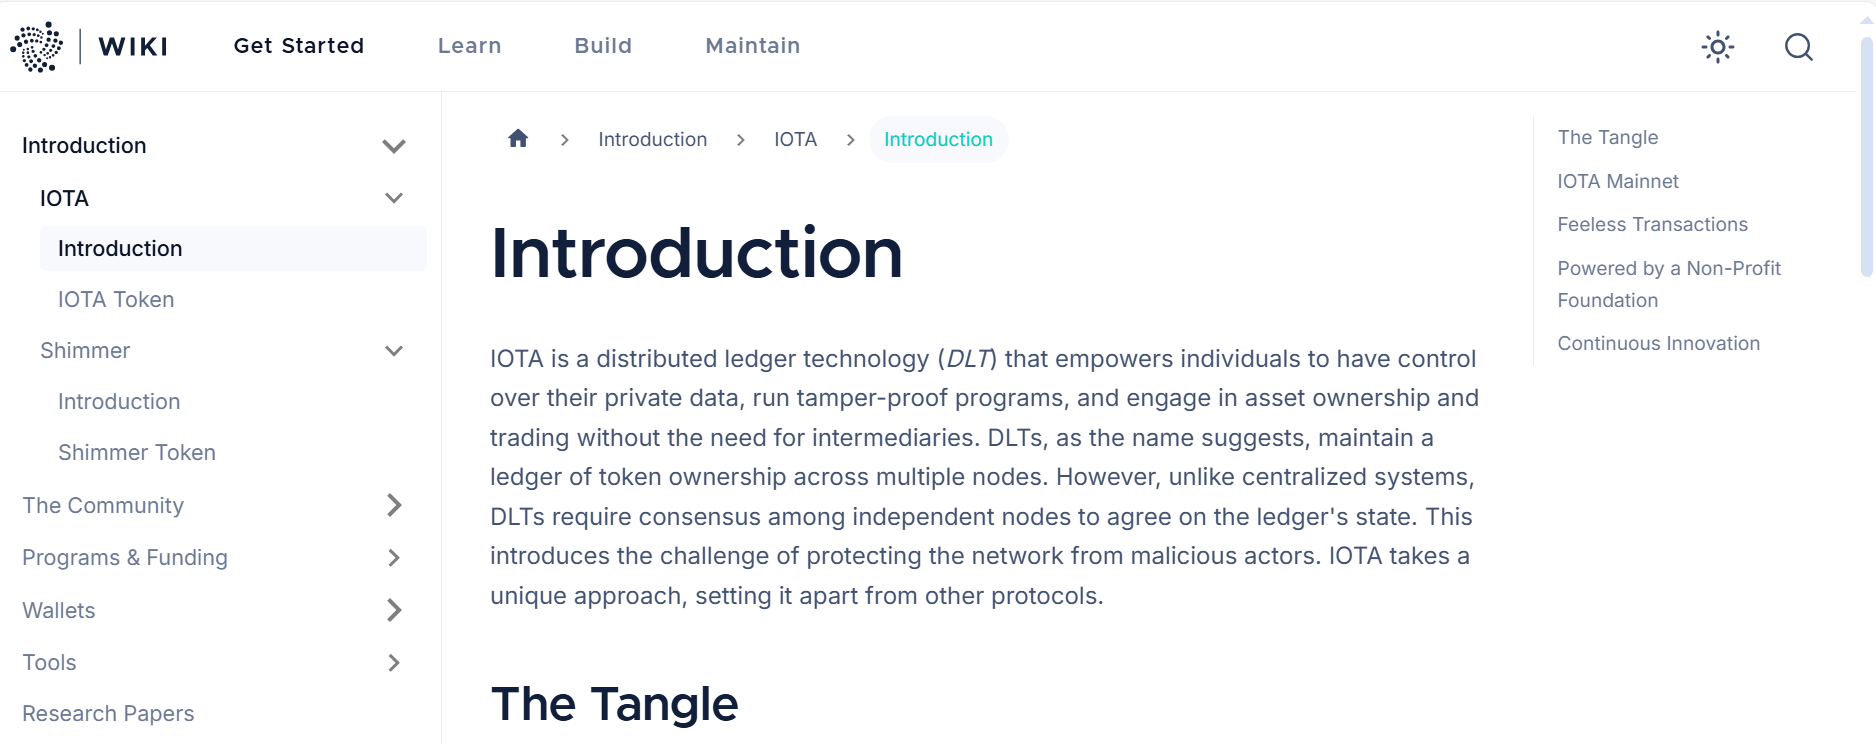 WIKI
Get Started
Learn
Build
Maintain
Introduction
IOTA
Introduction
IOTA Token
Shimmer
Introduction
Shimmer Token
The Community
Programs & Funding
Wallets
Tools
Research Papers
Introduction
IOTA
Introduction
Introduction
IOTA is a distributed ledger technology (DLT) that empowers individuals to have control
over their private data, run tamper-proof programs, and engage in asset ownership and
trading without the need for intermediaries. DLTs, as the name suggests, maintain a
ledger of token ownership across multiple nodes. However, unlike centralized systems,
DLTs require consensus among independent nodes to agree on the ledger's state. This
introduces the challenge of protecting the network from malicious actors. IOTA takes a
unique approach, setting it apart from other protocols.
The Tangle
The Tangle
IOTA Mainnet
Feeless Transactions
Powered by a Non-Profit
Foundation
Continuous Innovation